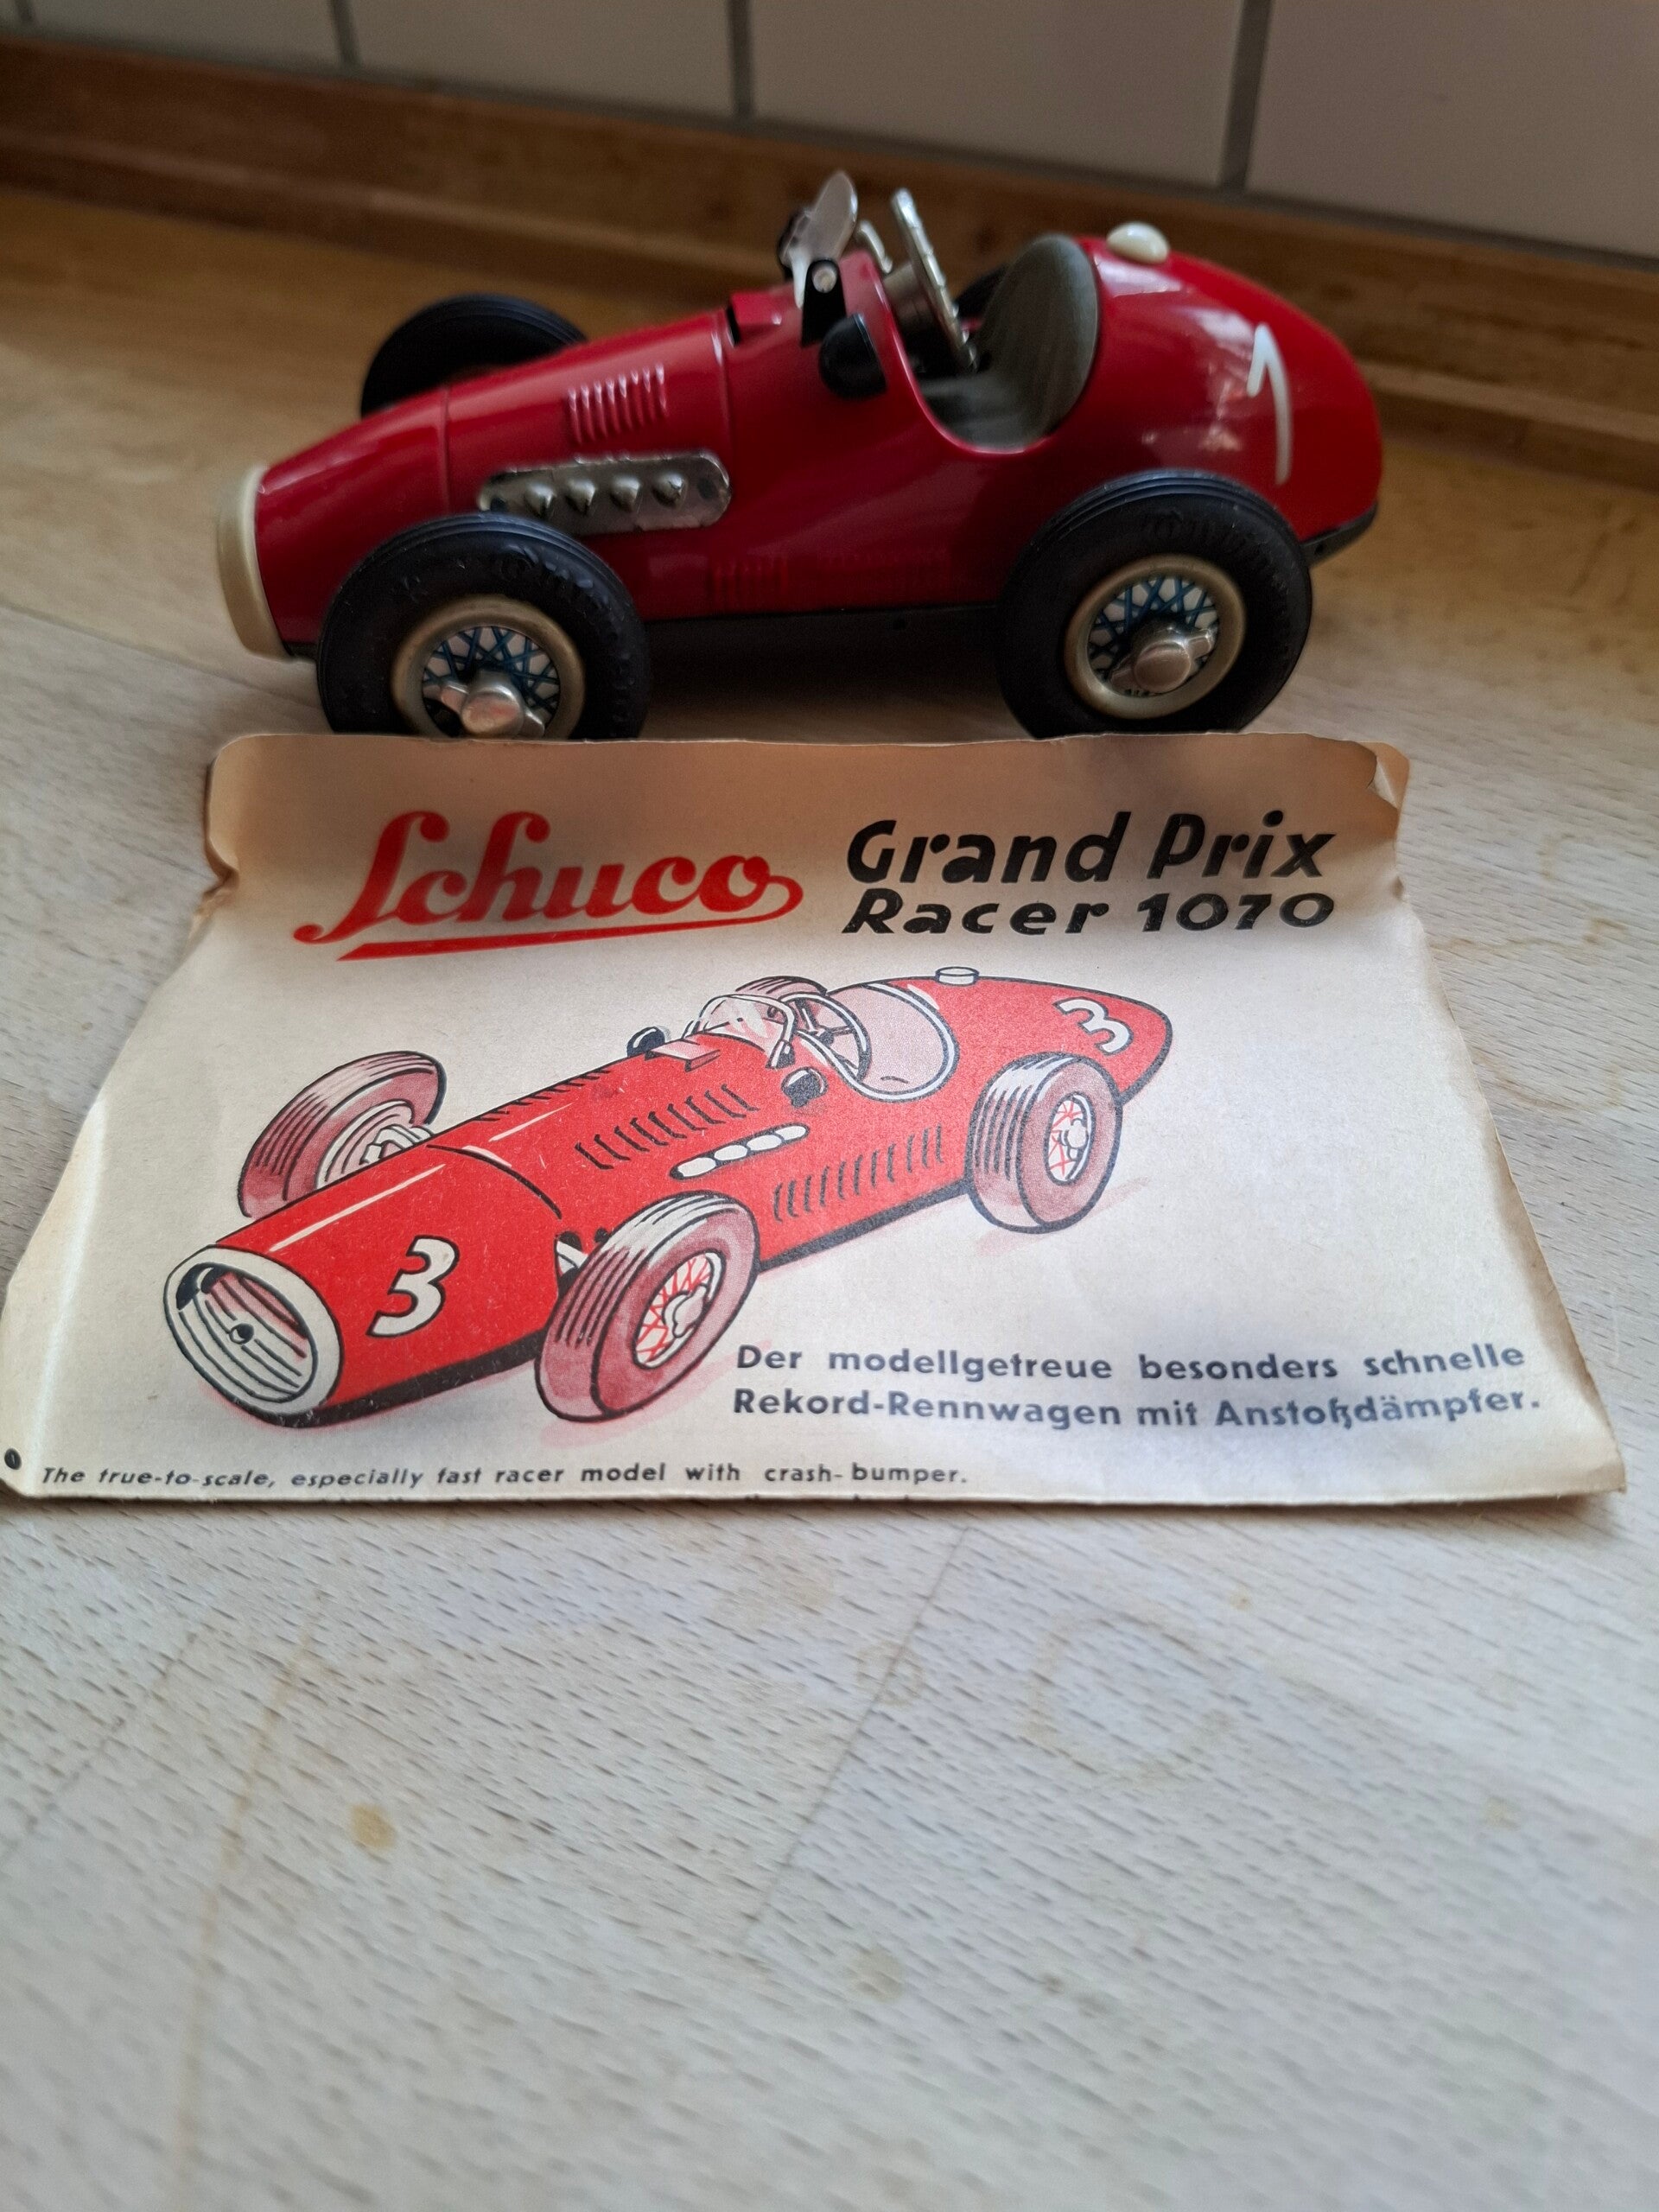 1
Schuco
Grand Prix
Racer 1070
3
3
Der modellgetreue besonders schnelle
Rekord-Rennwagen mit Anstoßdämpfer.
The true-to-scale, especially fast racer model with crash-bumper.